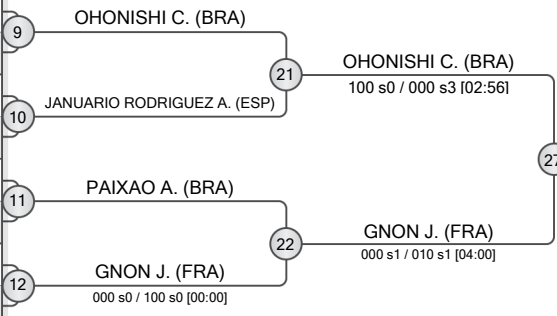 OHONISHI C. (BRA)
9
21
OHONISHI C. (BRA)
100 s0 / 000 s3 [02:56]
JANUARIO RODRIGUEZ A. (ESP)
10
27
PAIXAO A. (BRA)
11
22
GNON J. (FRA)
000 s1 / 010 s1 [04:00]
GNON J. (FRA)
12
000 s0 / 100 s0 [00:00]